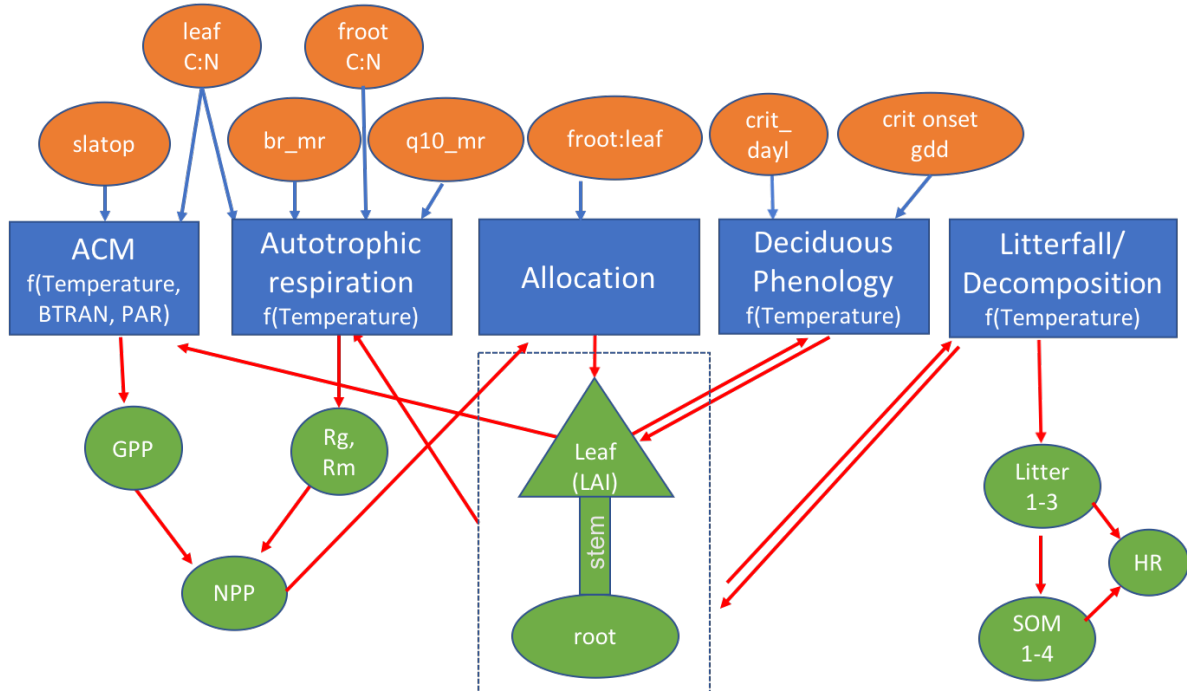 leaf
C:N
froot
C:N
slatop
br_mr
q10_mr
froot:leaf
crit_
dayl
crit onset
gdd
ACM
f(Temperature,
BTRAN, PAR)
Autotrophic
respiration
f(Temperature)
Allocation
Deciduous
Phenology
f(Temperature)
Litterfall/
Decomposition
f(Temperature)
GPP
Rg,
Rm
NPP
Leaf
(LAI)
stem
root
Litter
1-3
HR
SOM
1-4